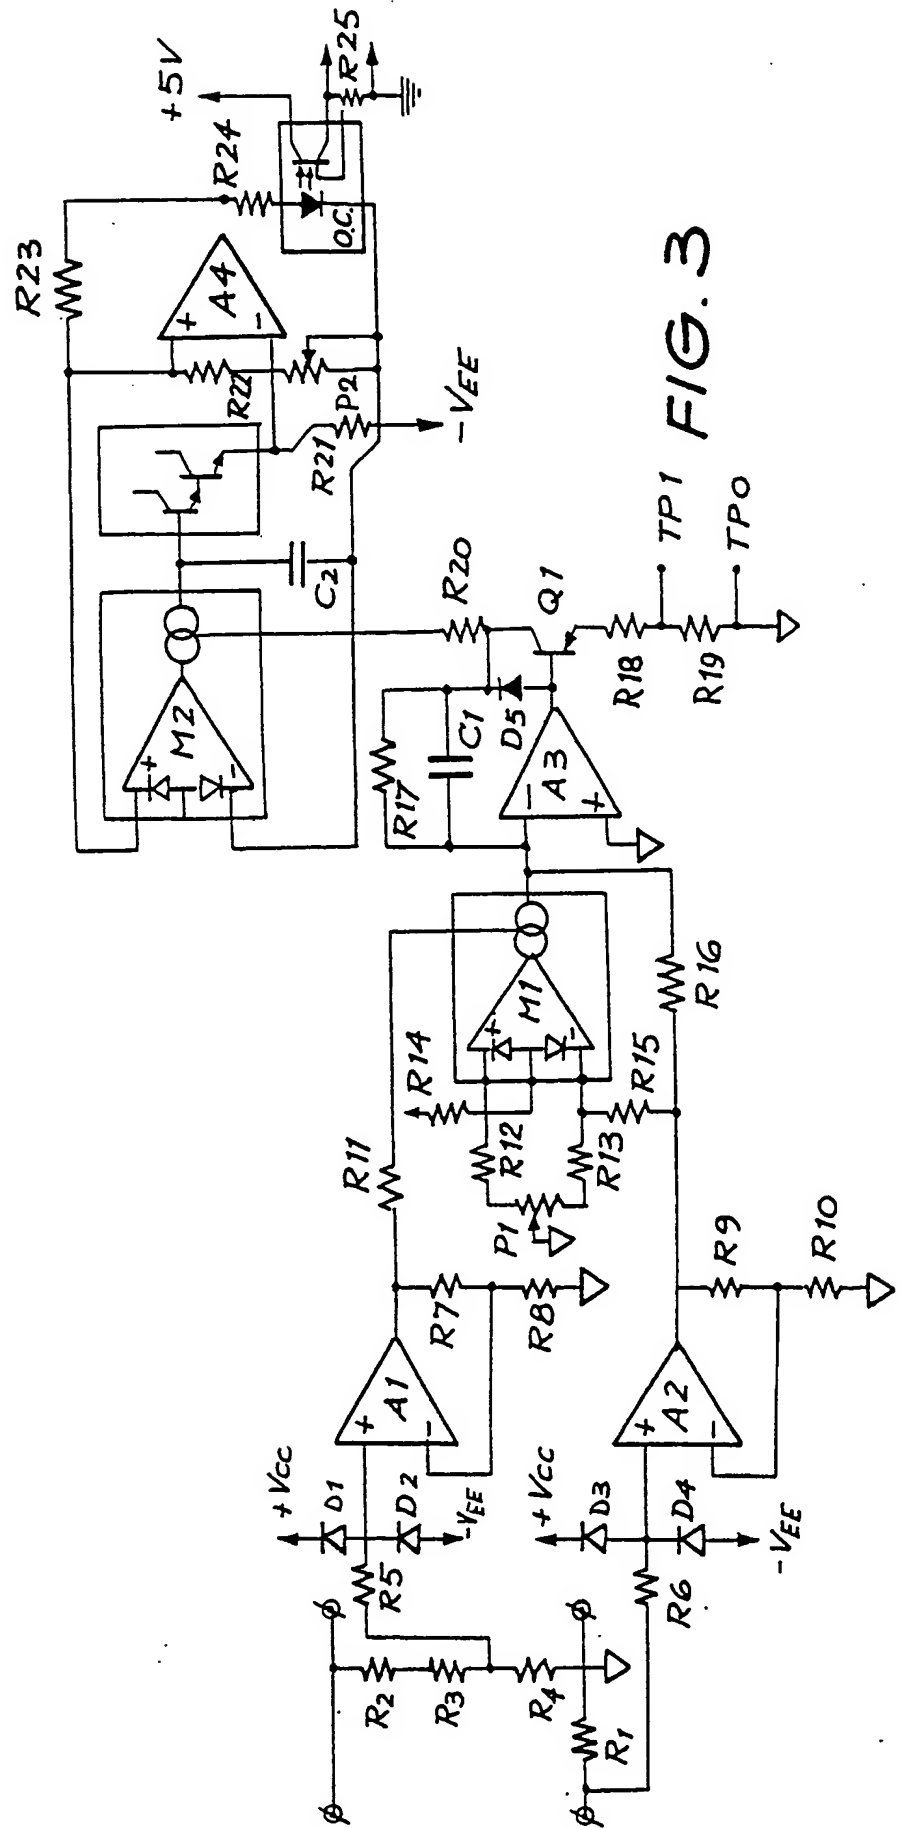 +5V
R25
R24
R23
O.C.
A4
+
-
R22
P2
R21
-VEE
C2
M2
+
-
R20
Q1
R18
R19
TP1
TP0
FIG. 3
R17
C1
D5
A3
-
+
R16
M1
+
-
R14
R15
R12
R13
P1
R11
R7
R8
R9
R10
A1
+
-
A2
+
-
+VCC
D1
D2
-VEE
+VCC
D3
D4
-VEE
R5
R6
R2
R3
R4
R1